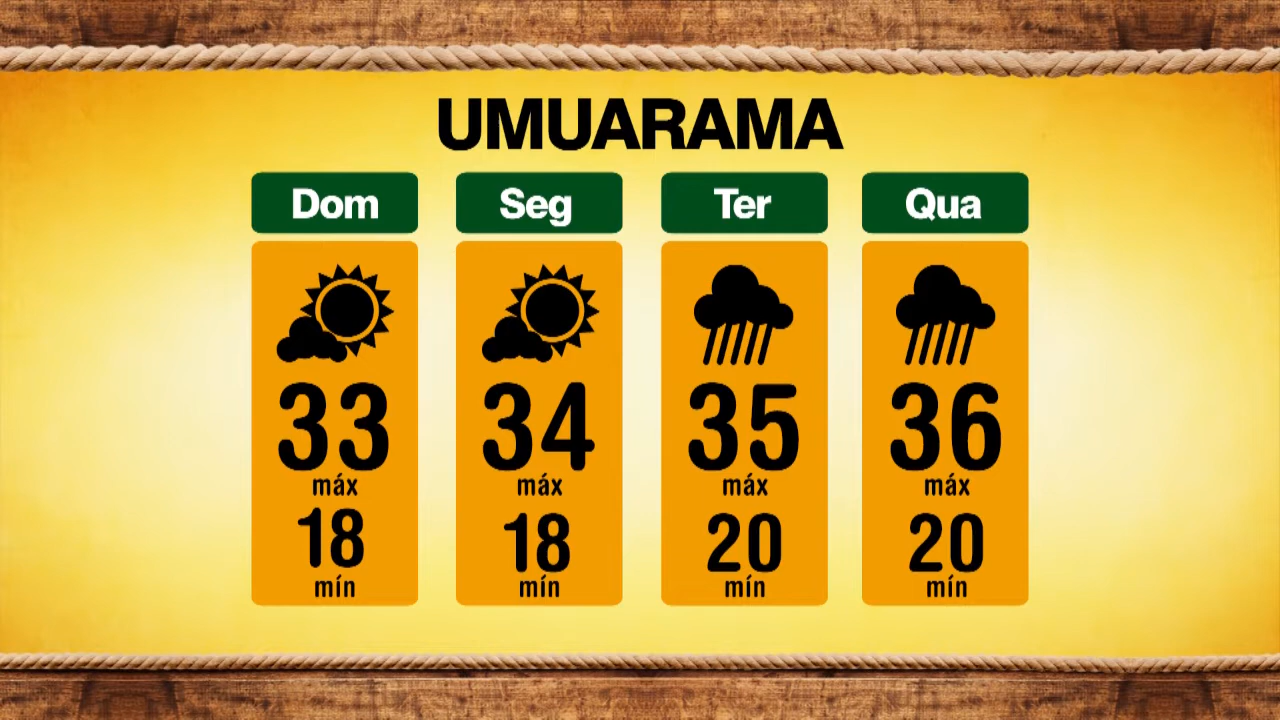 UMUARAMA
Dom Seg Ter Qua
33 34 35 36
máx máx máx máx
18 18 20 20
mín mín mín mín